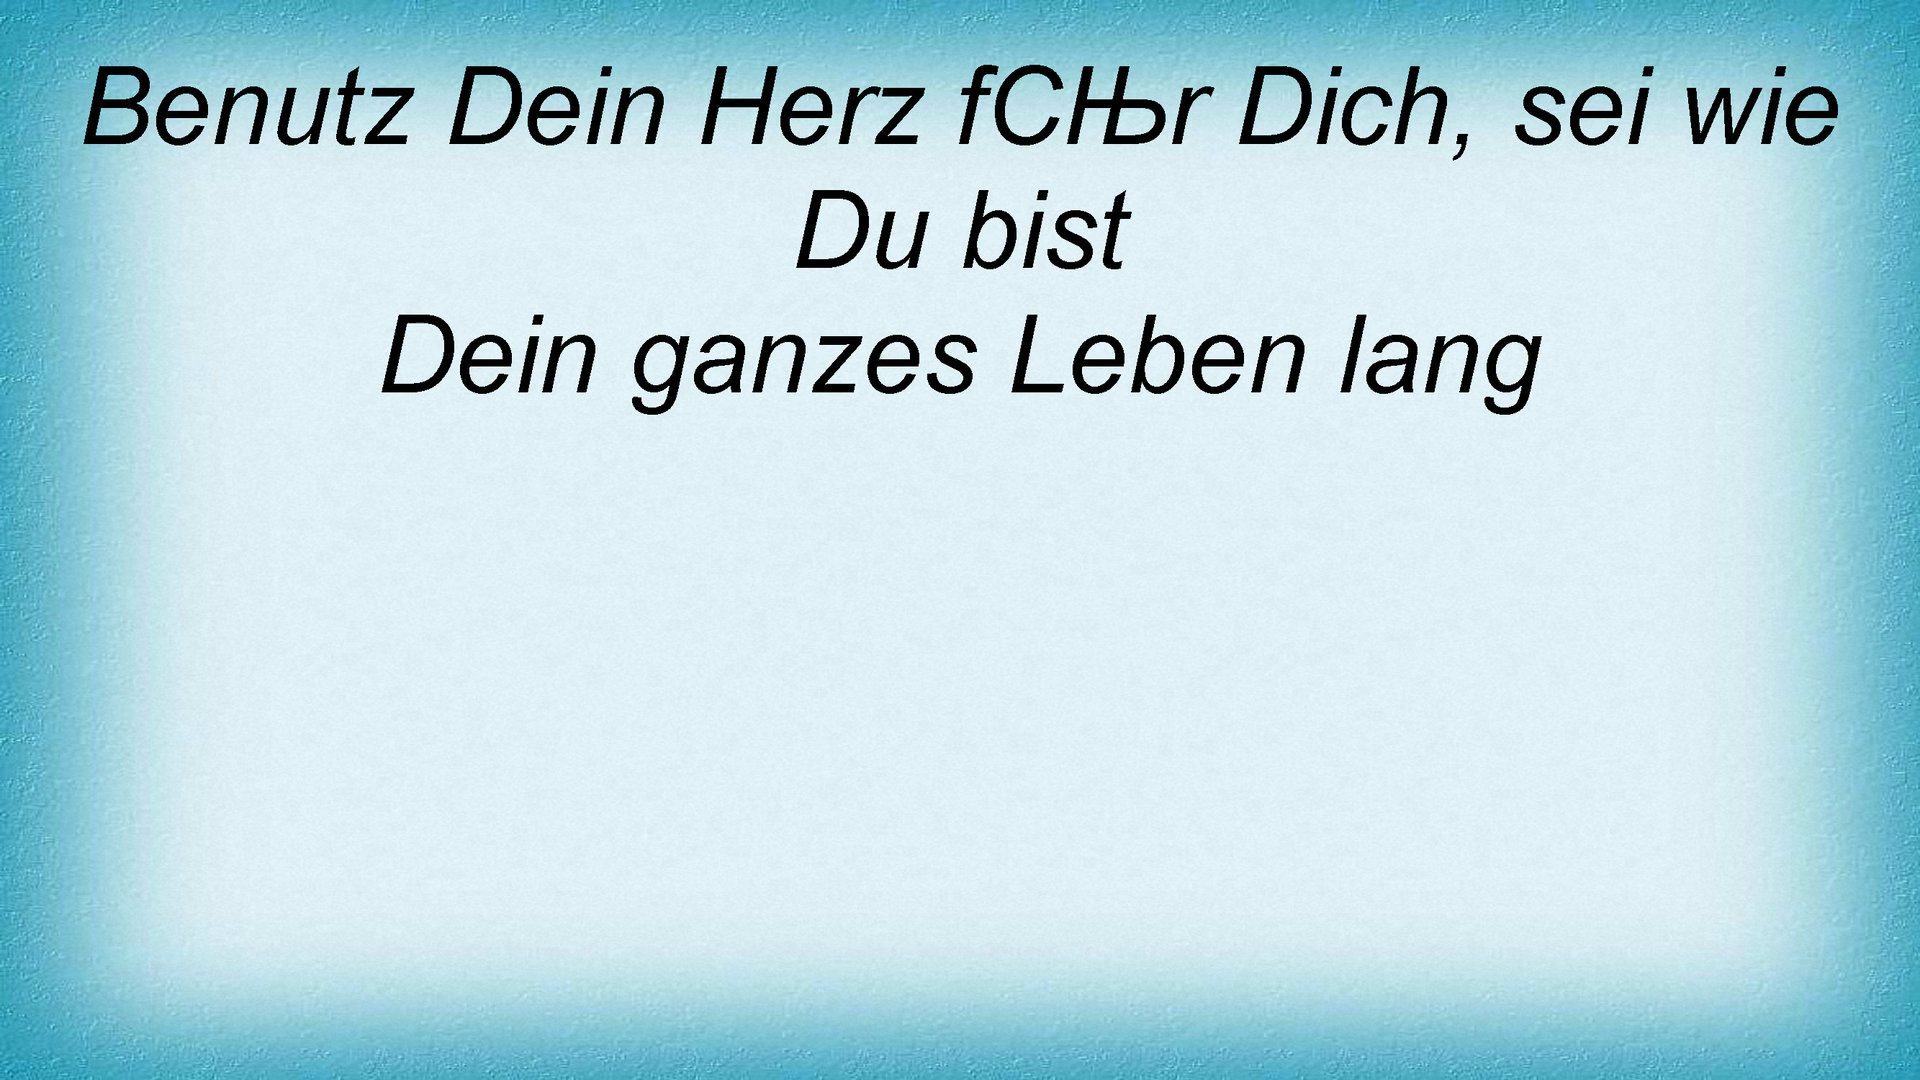 Benutz Dein Herz fСЊr Dich, sei wie
Du bist
Dein ganzes Leben lang